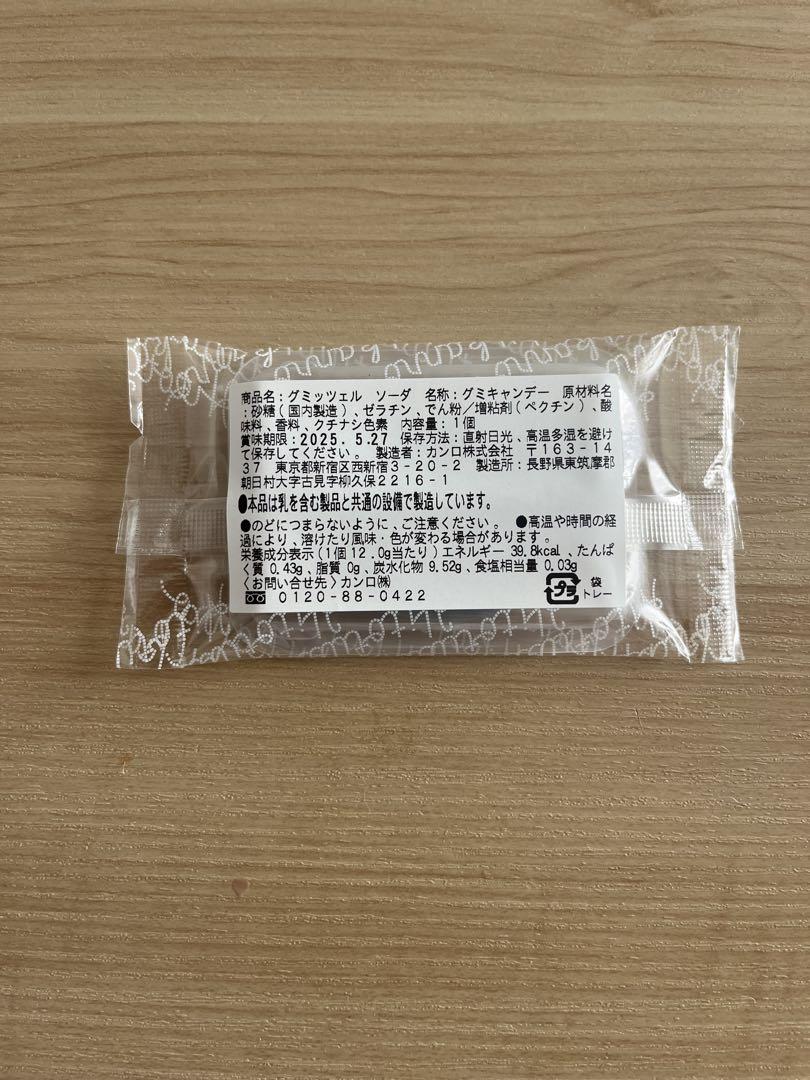 商品名：グミッツェル　ソーダ　名称：グミキャンデー　原材料名
：砂糖（国内製造）、ゼラチン、でん粉／増粘剤（ペクチン）、酸
味料、香料、クチナシ色素　内容量：1個
賞味期限：2025. 5.27　保存方法：直射日光、高温多湿を避け
て保存してください。　製造者：カンロ株式会社　〒163-14
37　東京都新宿区西新宿3-20-2　製造所：長野県東筑摩郡
朝日村大字古見字柳久保2216-1
●本品は乳を含む製品と共通の設備で製造しています。
●のどにつまらないように、ご注意ください。　●高温や時間の経
過により、溶けたり風味・色が変わる場合があります。
栄養成分表示（1個12.0g当たり）エネルギー 39.8kcal、たんぱ
く質 0.43g、脂質 0g、炭水化物 9.52g、食塩相当量 0.03g
〈お問い合せ先〉カンロ㈱
0120-88-0422
プラ
袋
トレー